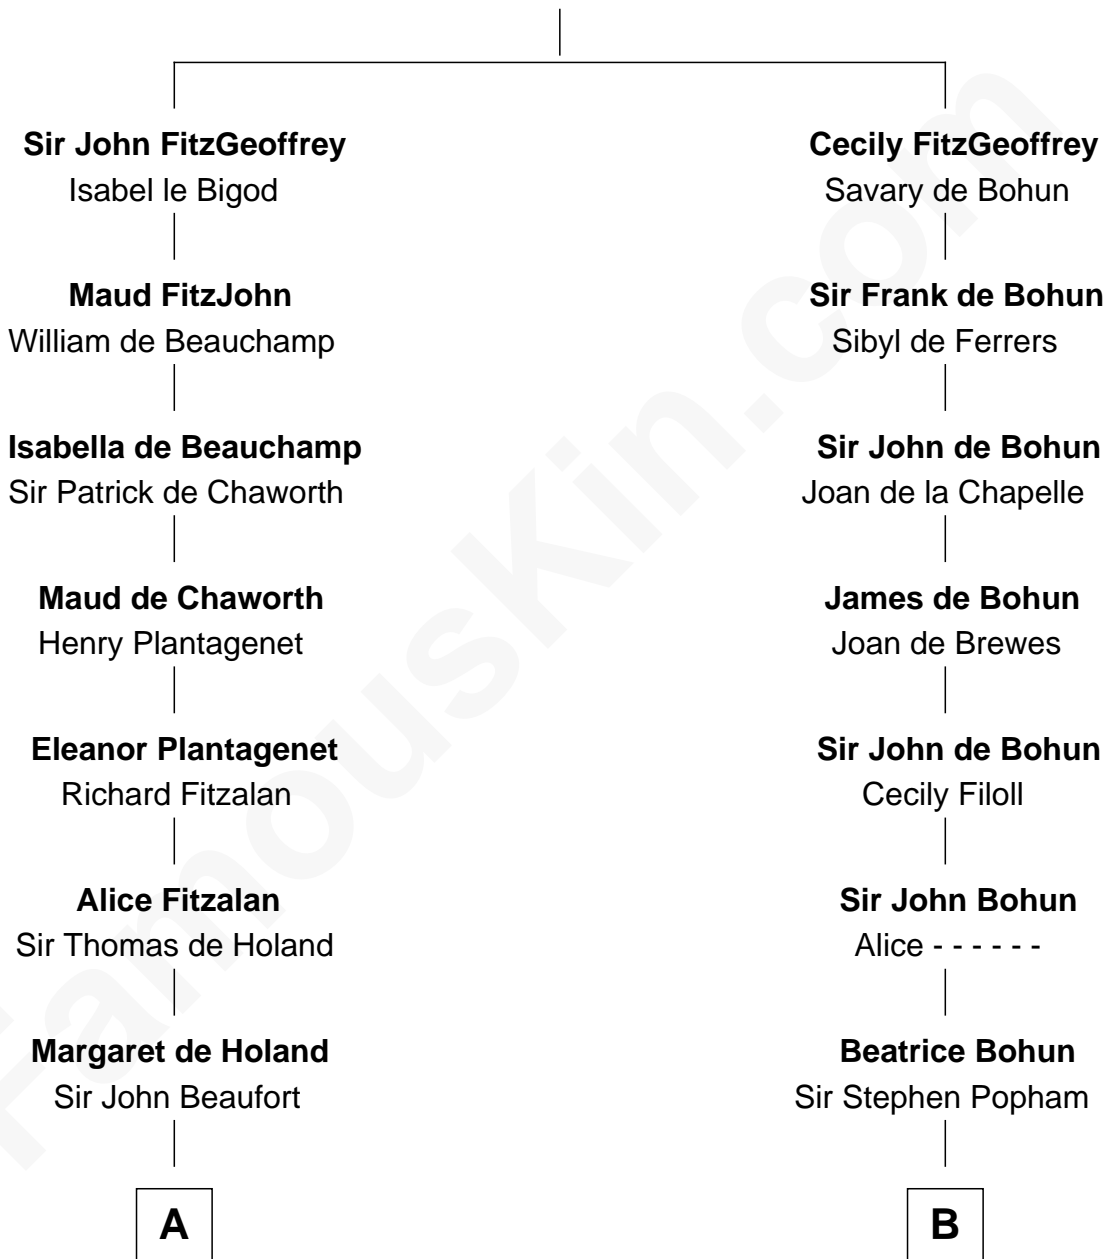 Sir John FitzGeoffrey
Isabel le Bigod
Maud FitzJohn
William de Beauchamp
Isabella de Beauchamp
Sir Patrick de Chaworth
Maud de Chaworth
Henry Plantagenet
Eleanor Plantagenet
Richard Fitzalan
Alice Fitzalan
Sir Thomas de Holand
Margaret de Holand
Sir John Beaufort
A
Cecily FitzGeoffrey
Savary de Bohun
Sir Frank de Bohun
Sibyl de Ferrers
Sir John de Bohun
Joan de la Chapelle
James de Bohun
Joan de Brewes
Sir John de Bohun
Cecily Filoll
Sir John Bohun
Alice - - - - - -
Beatrice Bohun
Sir Stephen Popham
B
FamousKin.com